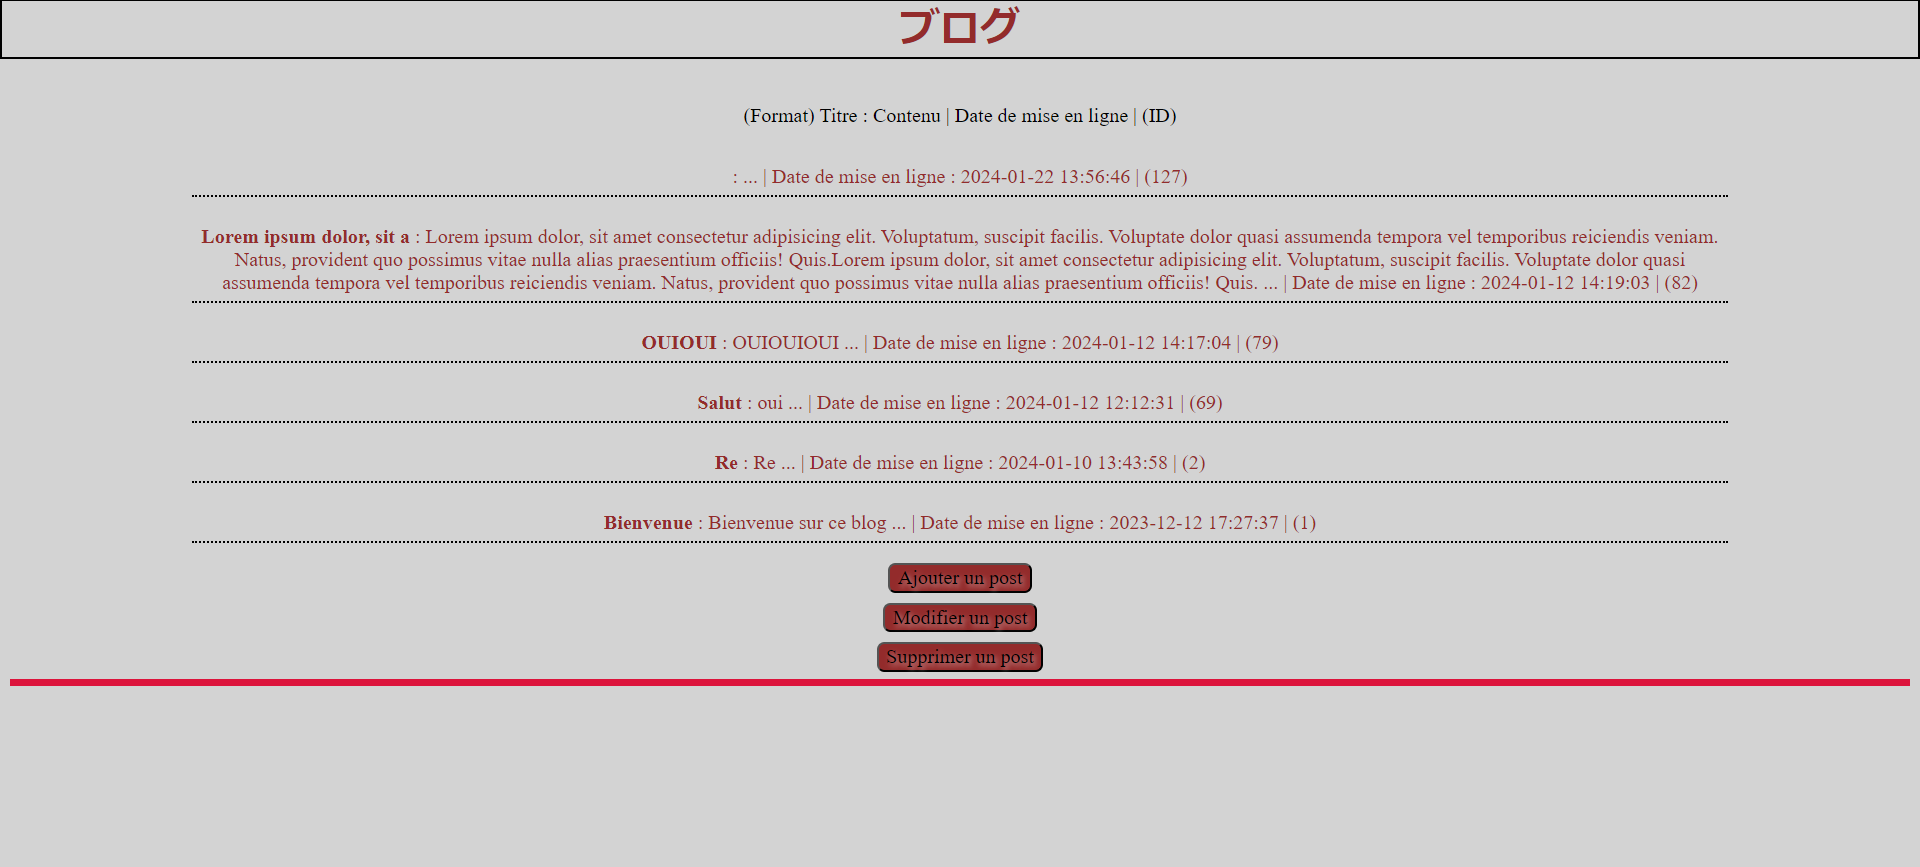 ブログ
(Format) Titre : Contenu | Date de mise en ligne | (ID)
: ... | Date de mise en ligne : 2024-01-22 13:56:46 | (127)
Lorem ipsum dolor, sit a : Lorem ipsum dolor, sit amet consectetur adipisicing elit. Voluptatum, suscipit facilis. Voluptate dolor quasi assumenda tempora vel temporibus reiciendis veniam.
Natus, provident quo possimus vitae nulla alias praesentium officiis! Quis.Lorem ipsum dolor, sit amet consectetur adipisicing elit. Voluptatum, suscipit facilis. Voluptate dolor quasi
assumenda tempora vel temporibus reiciendis veniam. Natus, provident quo possimus vitae nulla alias praesentium officiis! Quis. ... | Date de mise en ligne : 2024-01-12 14:19:03 | (82)
OUIOUI : OUIOUIOUI ... | Date de mise en ligne : 2024-01-12 14:17:04 | (79)
Salut : oui ... | Date de mise en ligne : 2024-01-12 12:12:31 | (69)
Re : Re ... | Date de mise en ligne : 2024-01-10 13:43:58 | (2)
Bienvenue : Bienvenue sur ce blog ... | Date de mise en ligne : 2023-12-12 17:27:37 | (1)
Ajouter un post
Modifier un post
Supprimer un post